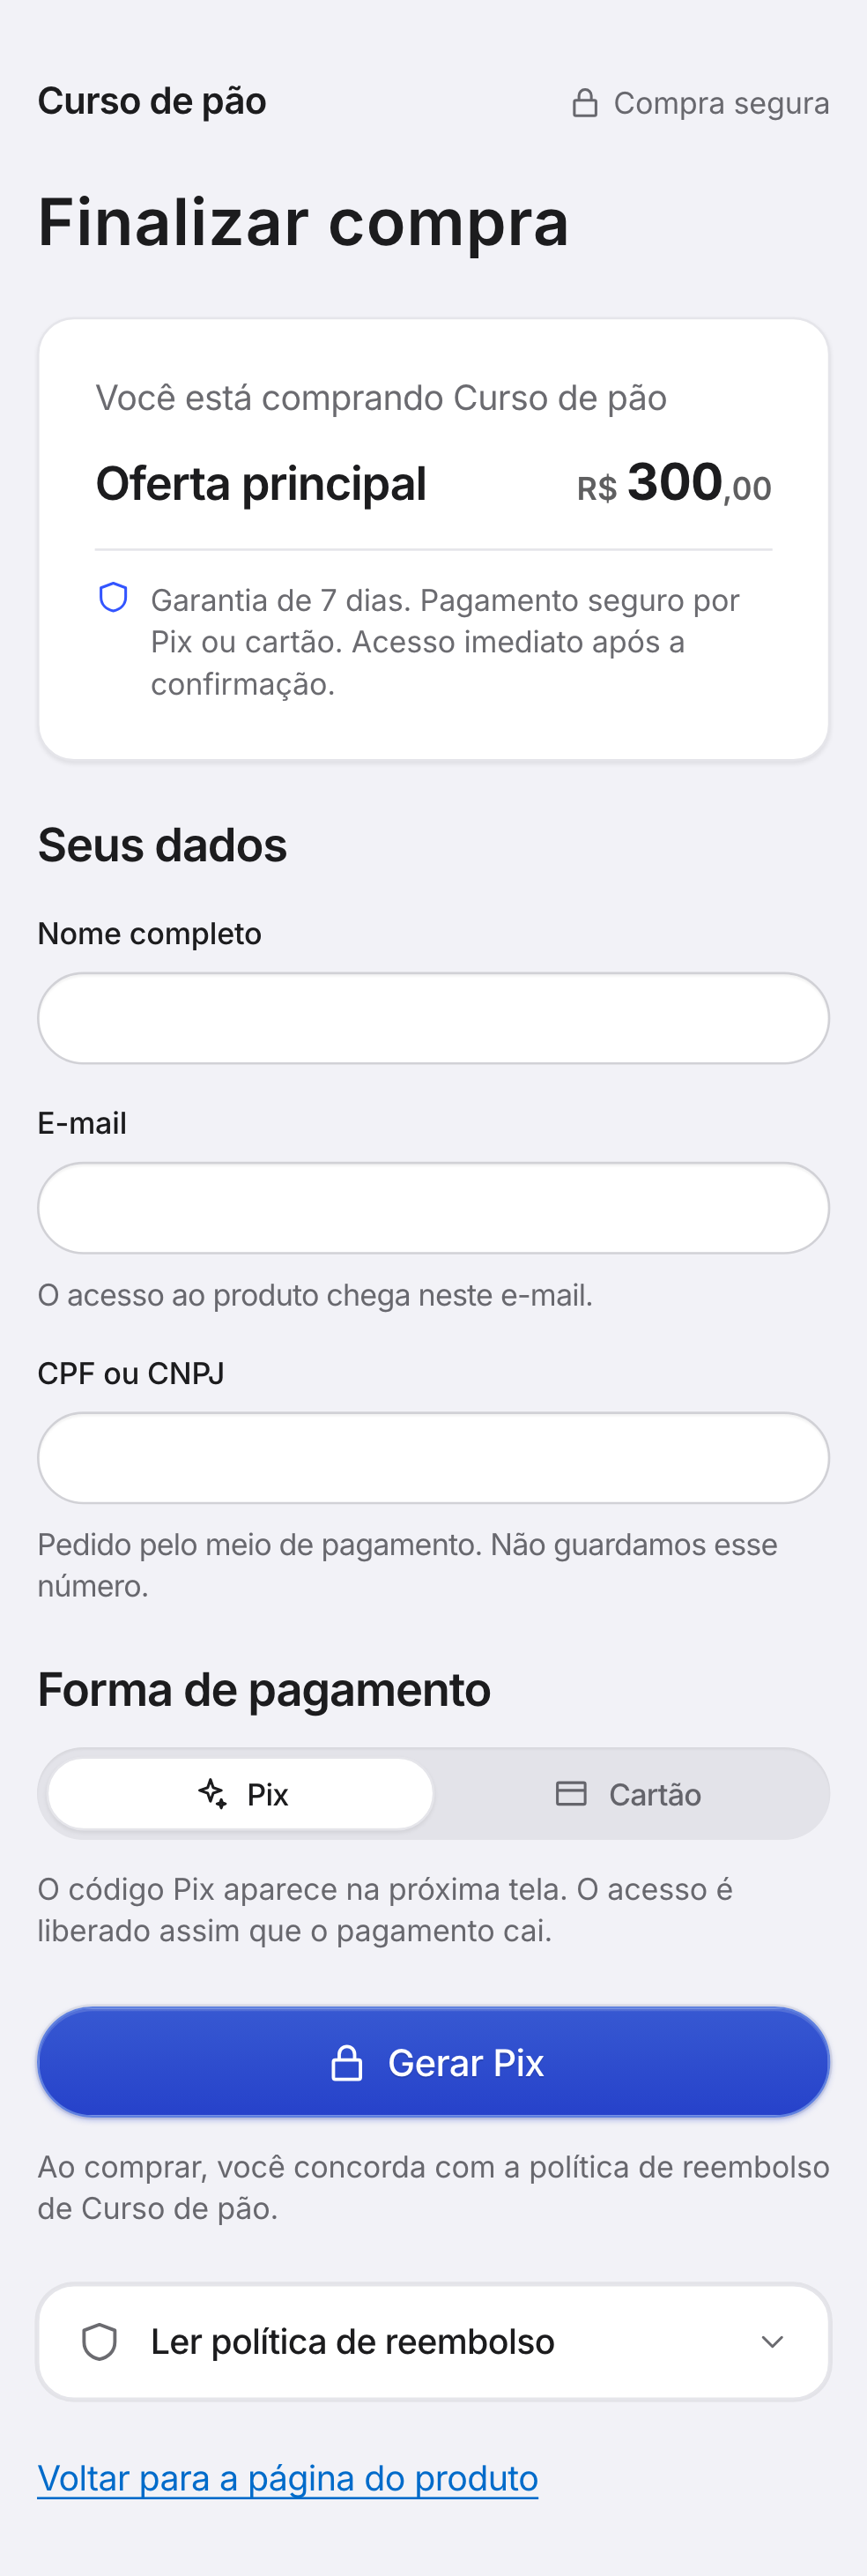 Curso de pão
Compra segura
Finalizar compra
Você está comprando Curso de pão
Oferta principal
R$ 300,00
Garantia de 7 dias. Pagamento seguro por
Pix ou cartão. Acesso imediato após a
confirmação.
Seus dados
Nome completo
E-mail
O acesso ao produto chega neste e-mail.
CPF ou CNPJ
Pedido pelo meio de pagamento. Não guardamos esse
número.
Forma de pagamento
Pix
Cartão
O código Pix aparece na próxima tela. O acesso é
liberado assim que o pagamento cai.
Gerar Pix
Ao comprar, você concorda com a política de reembolso
de Curso de pão.
Ler política de reembolso
Voltar para a página do produto